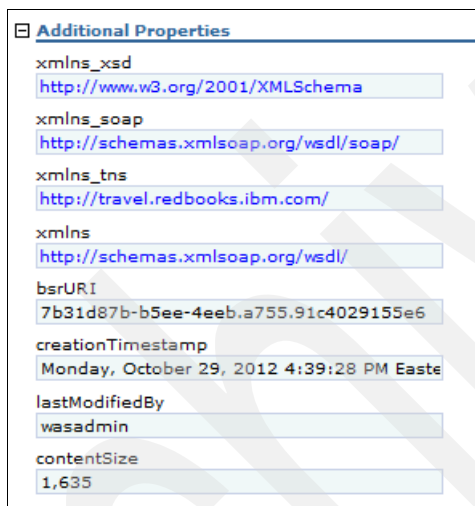 Additional Properties
xmlns_xsd
http://www.w3.org/2001/XMLSchema
xmlns_soap
http://schemas.xmlsoap.org/wsdl/soap/
xmlns_tns
http://travel.redbooks.ibm.com/
xmlns
http://schemas.xmlsoap.org/wsdl/
bsrURI
7b31d87b-b5ee-4eeb.a755.91c4029155e6
creationTimestamp
Monday, October 29, 2012 4:39:28 PM Easte
lastModifiedBy
wasadmin
contentSize
1,635